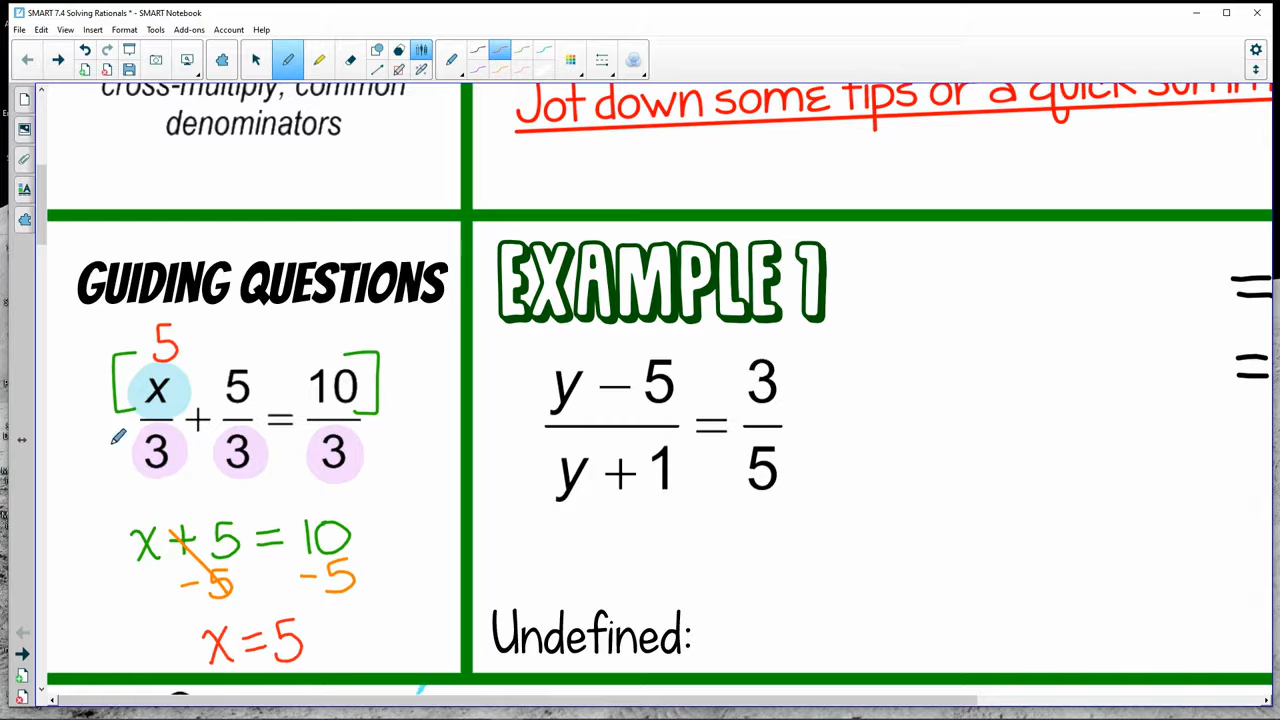 SMART 7.4 Solving Rationals * - SMART Notebook
File Edit View Insert Format Tools Add-ons Account Help
cross-multiply, common
denominators
Jot down some tips or a quick
GUIDING QUESTIONS
5
x/3 + 5/3 = 10/3
x + 5 = 10
-5 -5
x = 5
EXAMPLE 1
y - 5 / y + 1 = 3 / 5
Undefined:
=
=